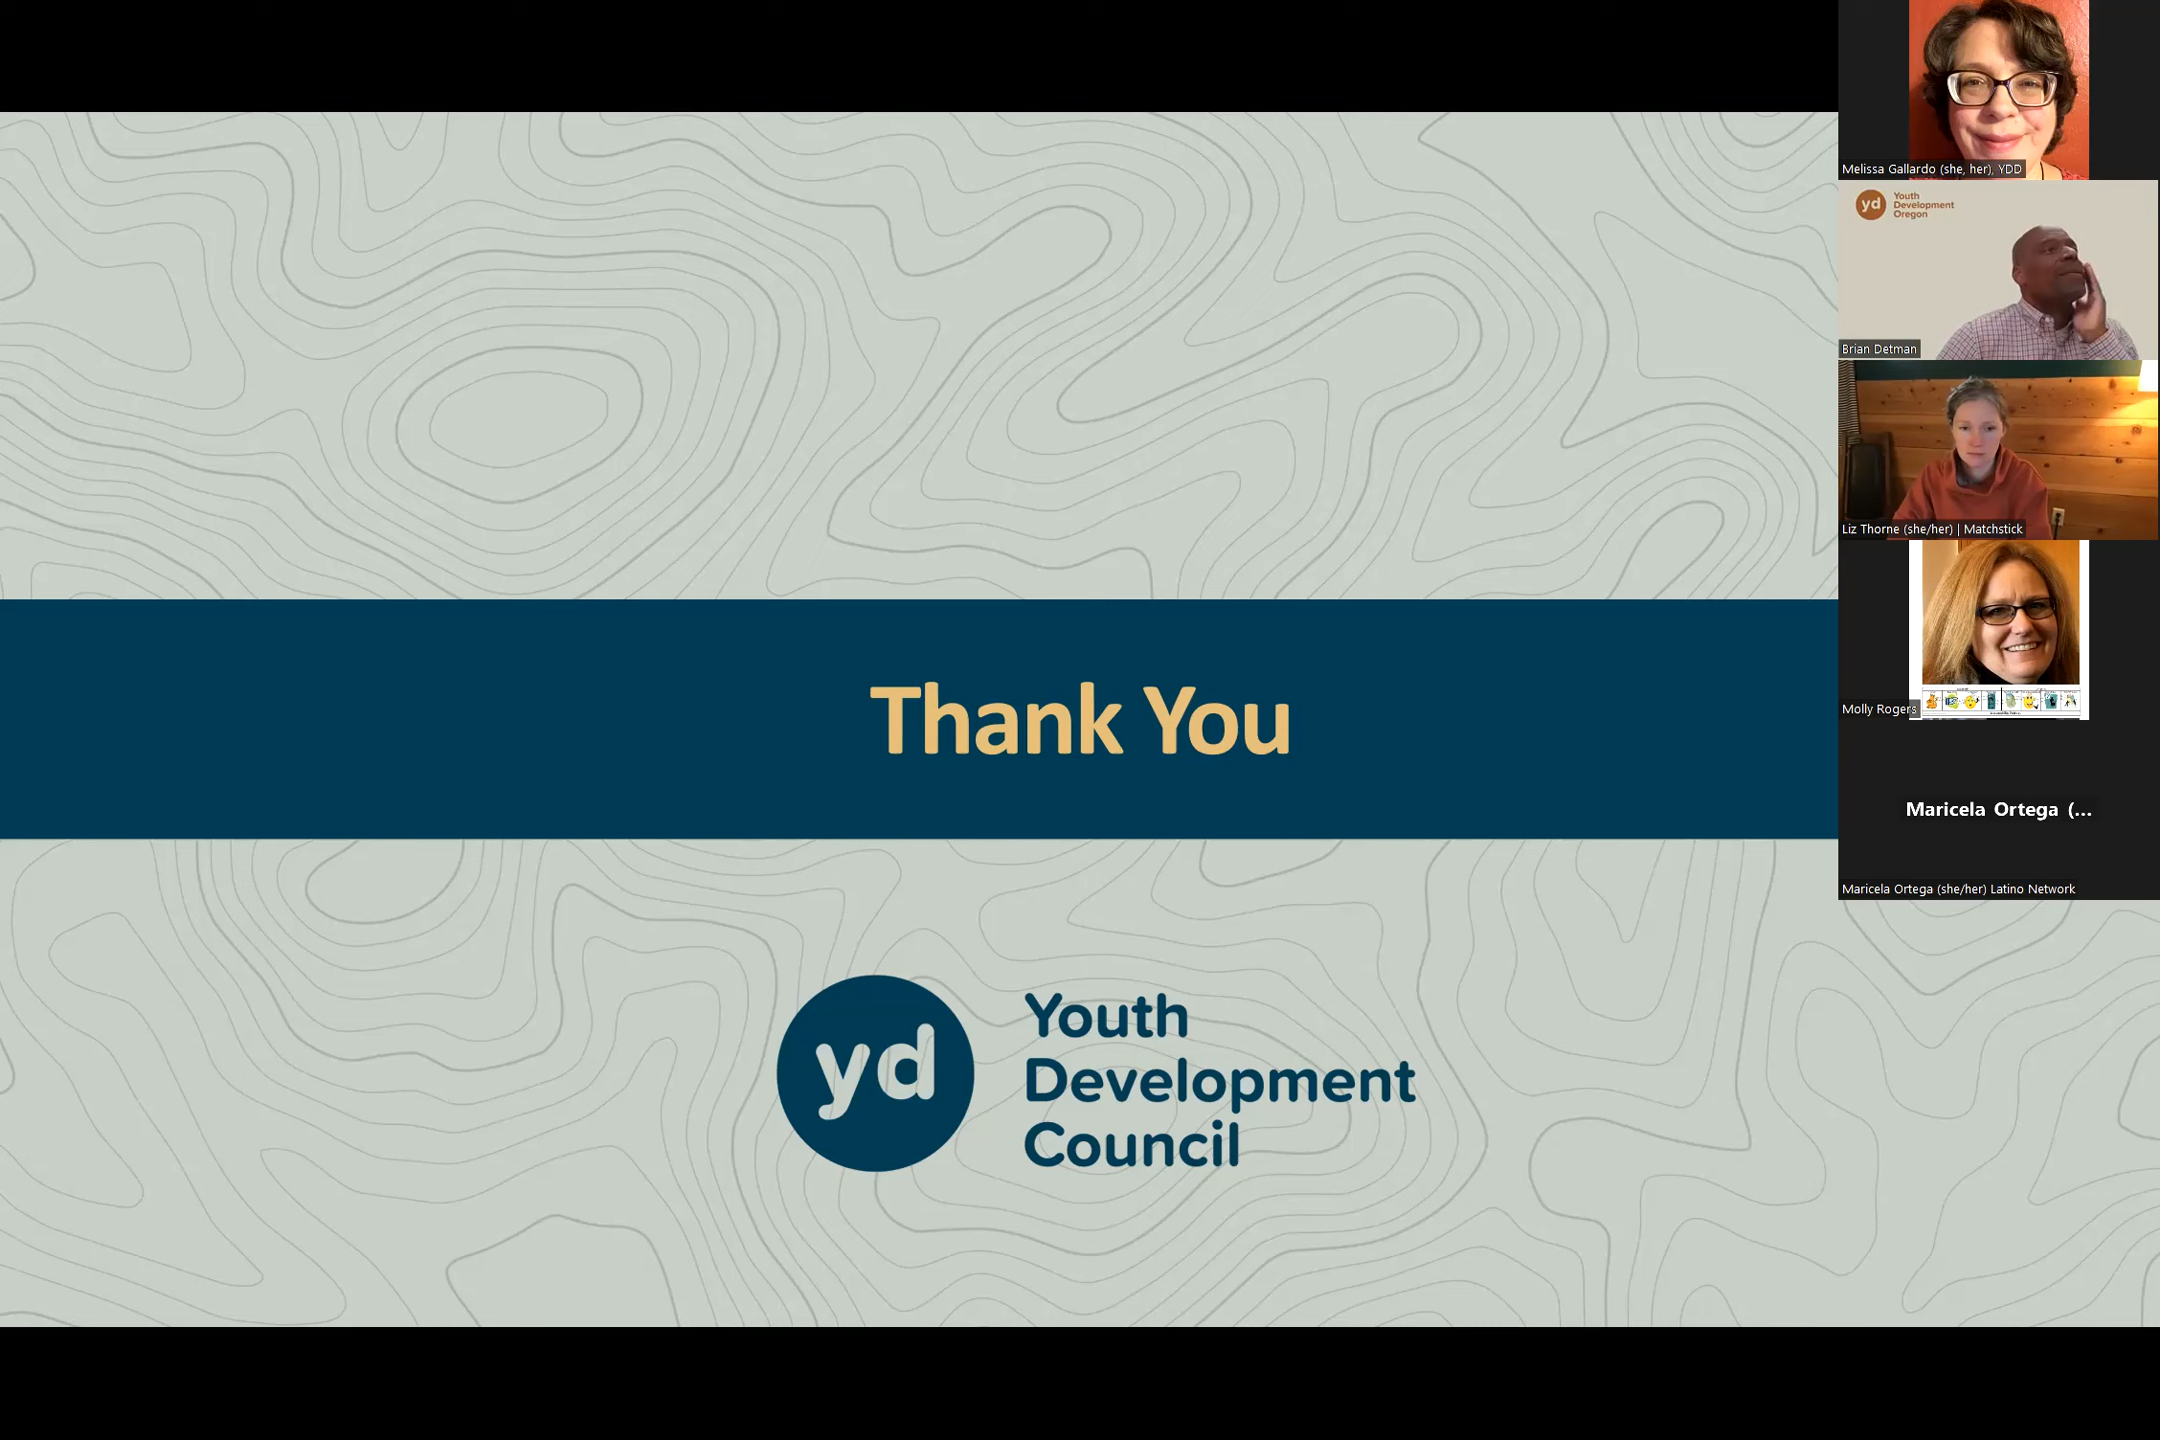 Thank You
yd
Youth
Development
Council
Melissa Gallardo (she, her), YDD
yd
Youth
Development
Oregon
Brian Detman
Liz Thorne (she/her) | Matchstick
Molly Rogers
Maricela Ortega (...
Maricela Ortega (she/her) Latino Network